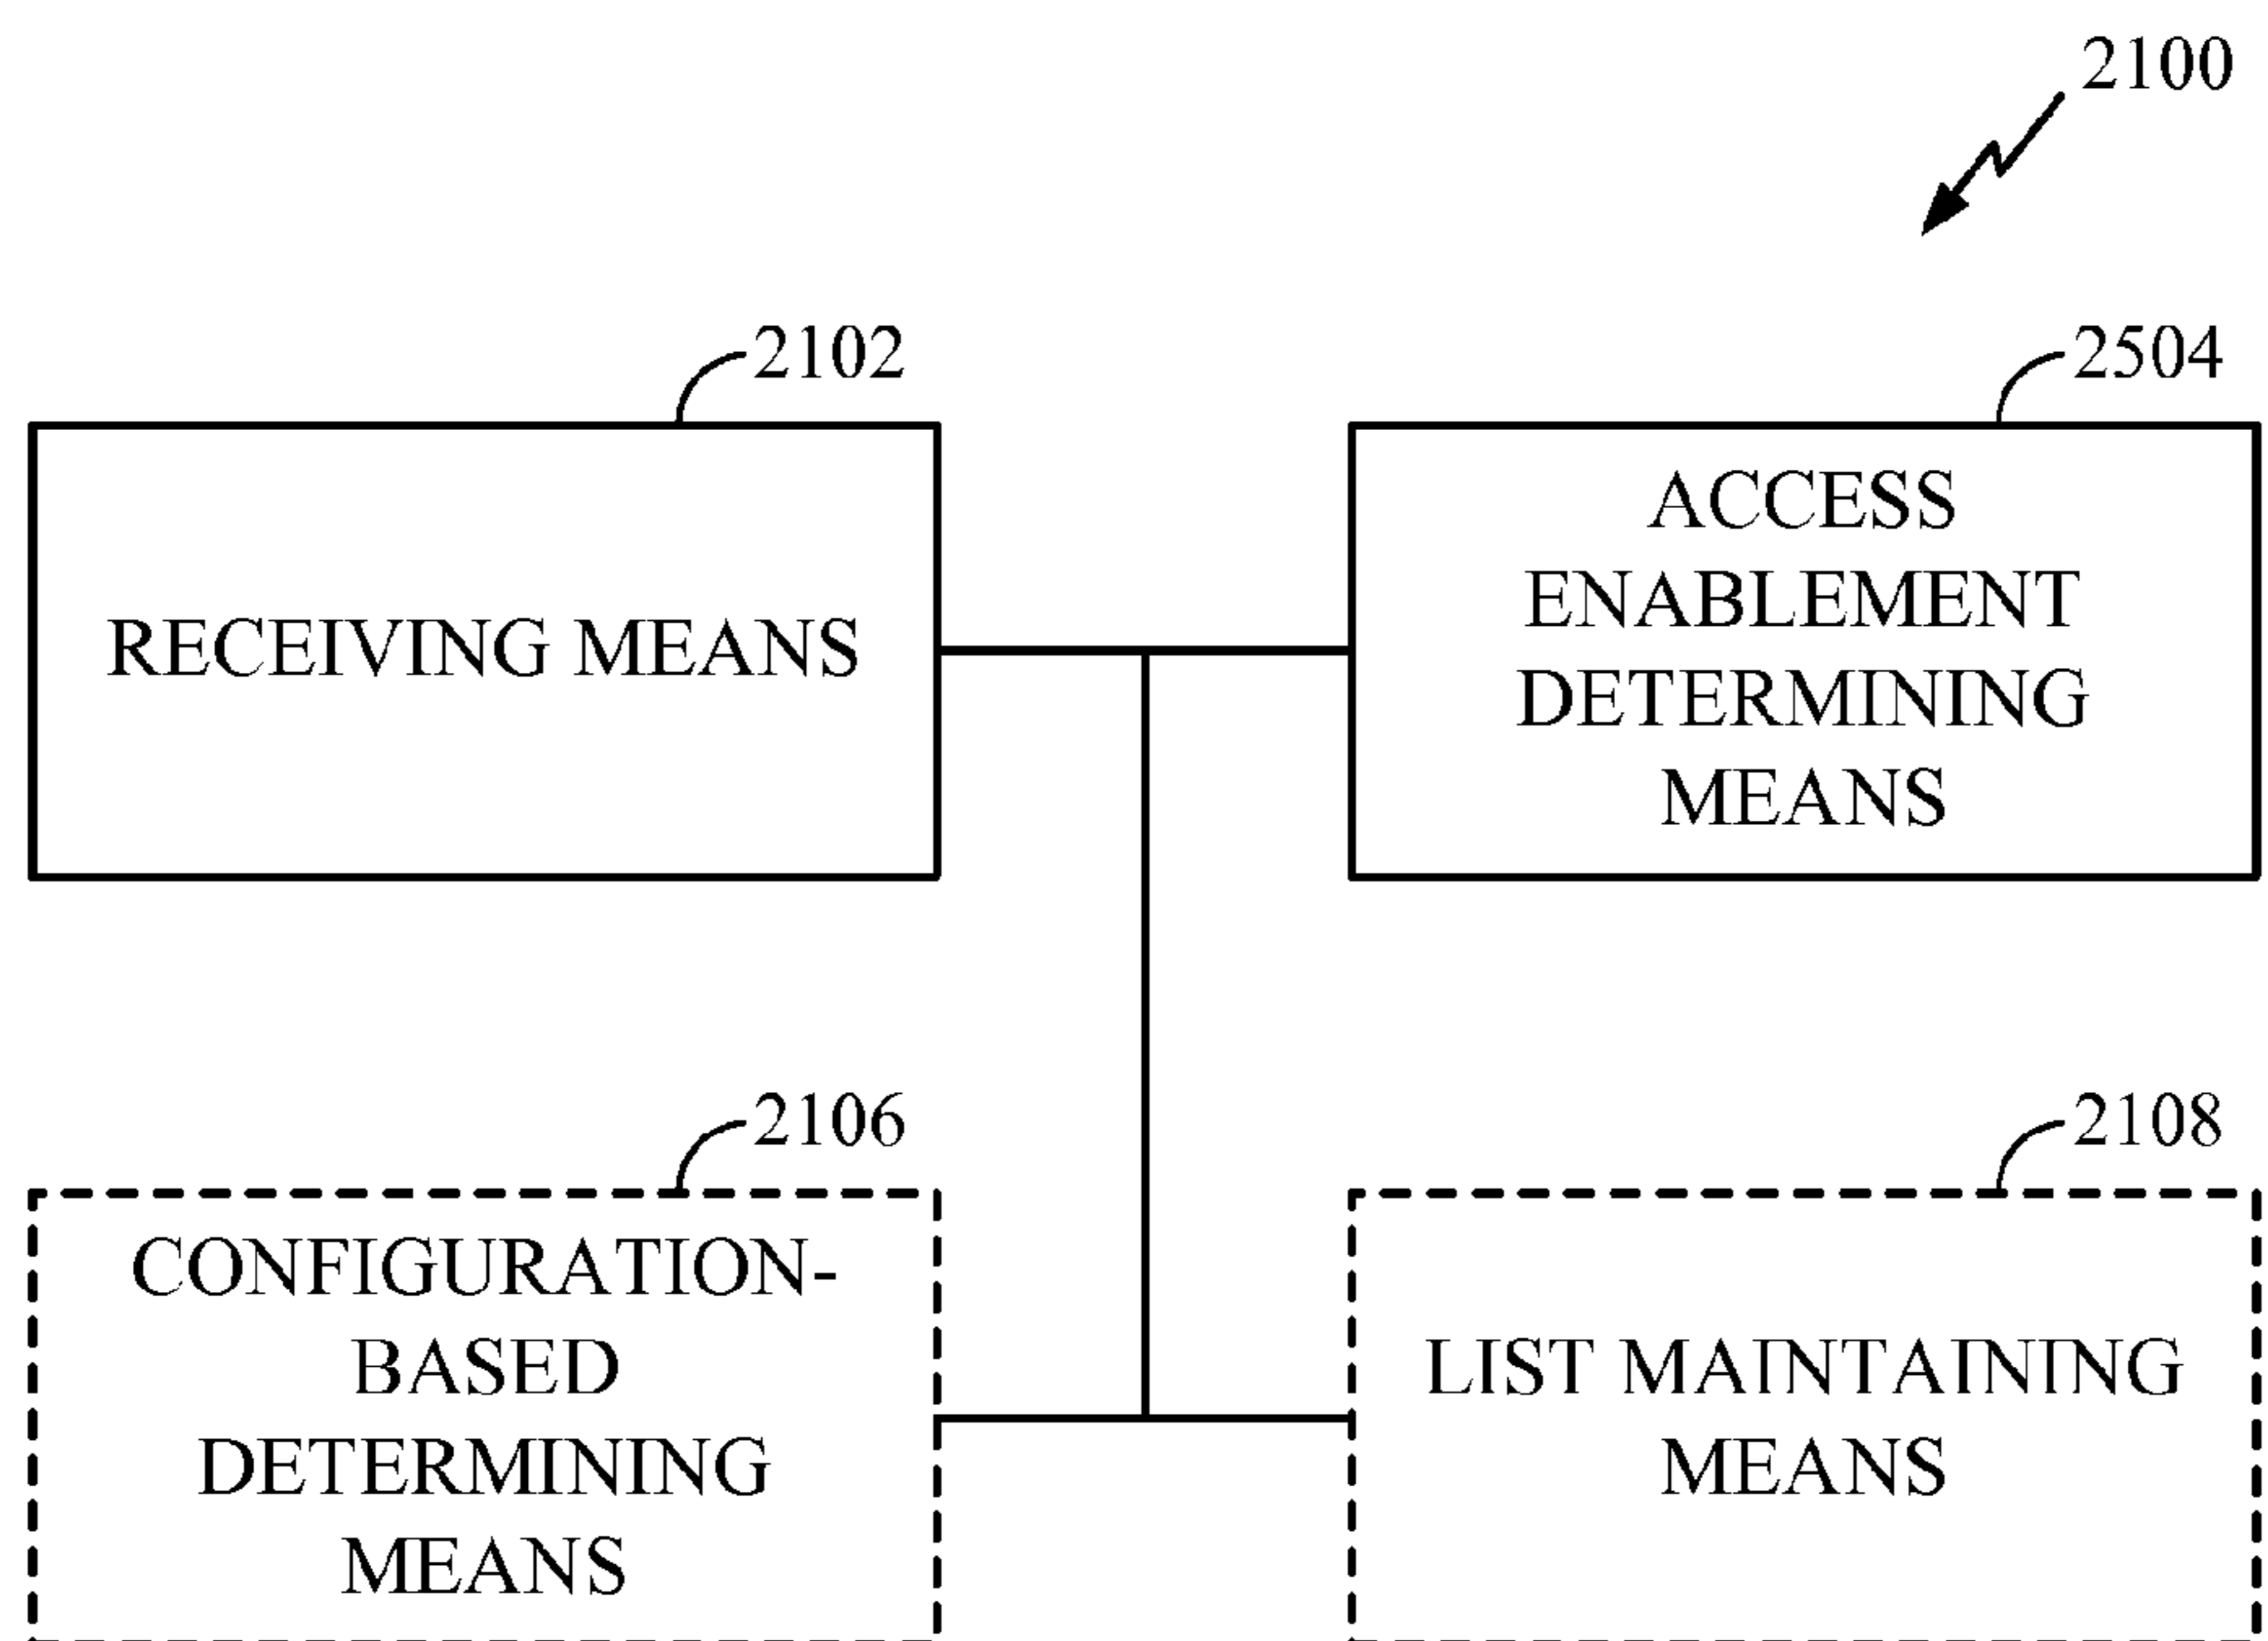 2100
2102
2504
RECEIVING MEANS
ACCESS
ENABLEMENT
DETERMINING
MEANS
2106
2108
CONFIGURATION-
BASED
DETERMINING
MEANS
LIST MAINTAINING
MEANS